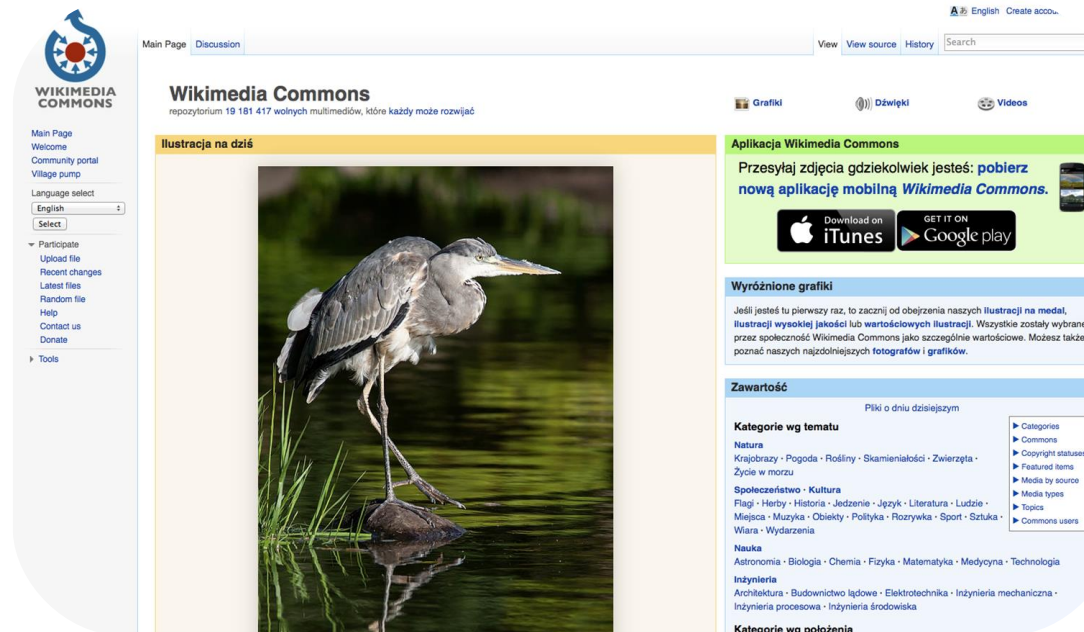 English Create accou
Main Page Discussion
View View source History Search
WIKIMEDIA
COMMONS
Main Page
Welcome
Community portal
Village pump
Language select
English
Select
Participate
Upload file
Recent changes
Latest files
Random file
Help
Contact us
Donate
Tools
Wikimedia Commons
repozytorium 19 181 417 wolnych multimediów, które każdy może rozwijać
Grafiki Dźwięki Videos
Ilustracja na dziś
Aplikacja Wikimedia Commons
Przesyłaj zdjęcia gdziekolwiek jesteś: pobierz
nową aplikację mobilną Wikimedia Commons.
Download on
iTunes
GET IT ON
Google play
Wyróżnione grafiki
Jeśli jesteś tu pierwszy raz, to zacznij od obejrzenia naszych ilustracji na medal,
ilustracji wysokiej jakości lub wartościowych ilustracji. Wszystkie zostały wybrane
przez społeczność Wikimedia Commons jako szczególnie wartościowe. Możesz także
poznać naszych najzdolniejszych fotografów i grafików.
Zawartość
Pliki o dniu dzisiejszym
Kategorie wg tematu
Natura
Krajobrazy · Pogoda · Rośliny · Skamieniałości · Zwierzęta ·
Życie w morzu
Społeczeństwo · Kultura
Flagi · Herby · Historia · Jedzenie · Język · Literatura · Ludzie ·
Miejsca · Muzyka · Obiekty · Polityka · Rozrywka · Sport · Sztuka ·
Wiara · Wydarzenia
Nauka
Astronomia · Biologia · Chemia · Fizyka · Matematyka · Medycyna · Technologia
Inżynieria
Architektura · Budownictwo lądowe · Elektrotechnika · Inżynieria mechaniczna ·
Inżynieria procesowa · Inżynieria środowiska
Kategorie wg położenia
Categories
Commons
Copyright statuses
Featured items
Media by source
Media types
Topics
Commons users